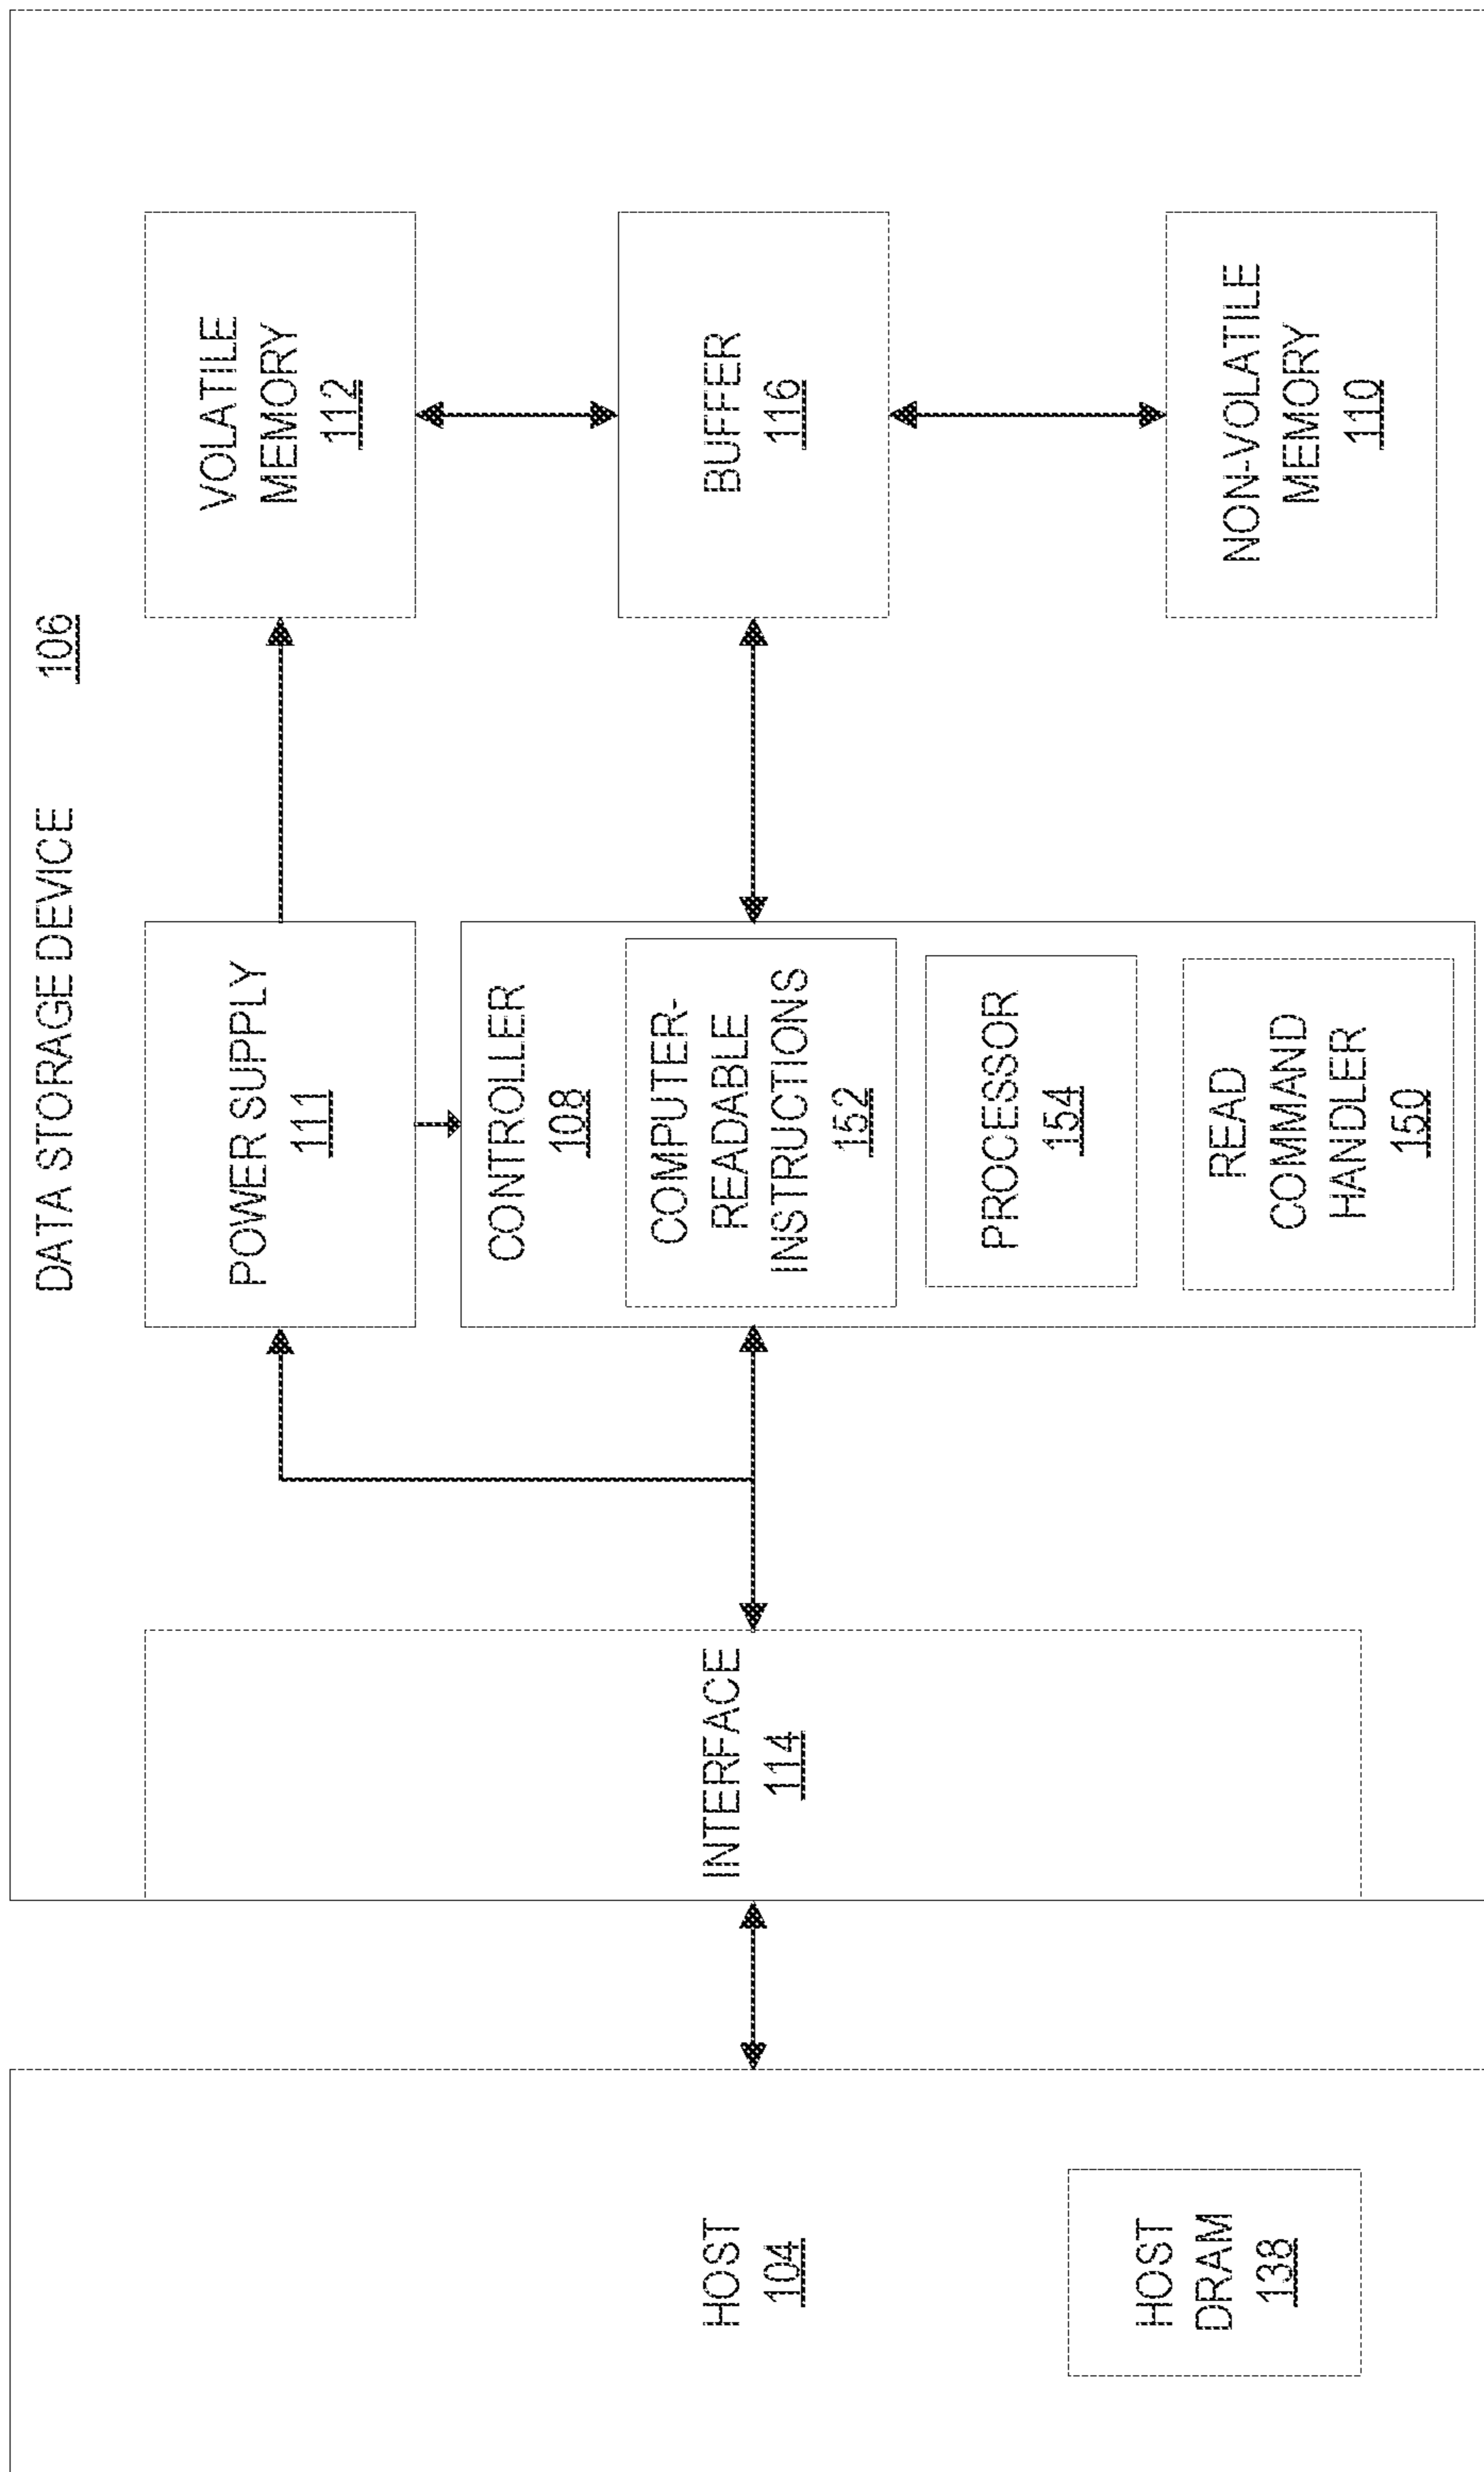 DATA STORAGE DEVICE 106
HOST
104
HOST
DRAM
138
INTERFACE
114
POWER SUPPLY
111
CONTROLLER
108
COMPUTER-
READABLE
INSTRUCTIONS
152
PROCESSOR
154
READ
COMMAND
HANDLER
150
VOLATILE
MEMORY
112
BUFFER
116
NON-VOLATILE
MEMORY
110